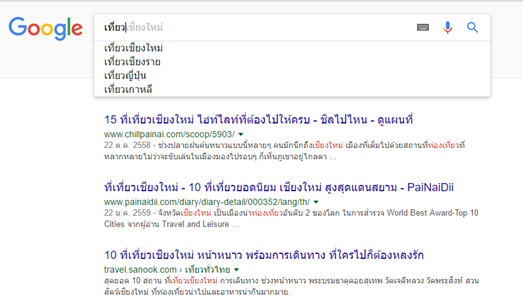 Google
เที่ยวเชียงใหม่
เที่ยวเชียงใหม่
เที่ยวเชียงราย
เที่ยวญี่ปุ่น
เที่ยวเกาหลี
15 ที่เที่ยวเชียงใหม่ ไฮท์ไลท์ที่ต้องไปให้ครบ - ชิลไปไหน - ดูแผนที่
www.chillpainai.com/scoop/5903/
22 ต.ค. 2558 - ช่วงปลายฝนต้นหนาวแบบนี้หลายๆ คนมักนึกถึงเชียงใหม่ เมืองที่เต็มไปด้วยสถานที่ท่องเที่ยวที่
หลากหลายไม่ว่าจะขับเล่นในเมืองมองไปรอบๆ ก็เห็นภูเขาอยู่ไกลตา ...
ที่เที่ยวเชียงใหม่ - 10 ที่เที่ยวยอดนิยม เชียงใหม่ สูงสุดแดนสยาม - PaiNaiDii
www.painaidii.com/diary/diary-detail/000352/lang/th/
22 ม.ค. 2559 - จังหวัดเชียงใหม่ เป็นเมืองน่าท่องเที่ยวอันดับ 2 ของโลก ในการสำรวจ World Best Award-Top 10
Cities จากผู้อ่าน Travel and Leisure ...
10 ที่เที่ยวเชียงใหม่ หน้าหนาว พร้อมการเดินทาง ที่ใครไปก็ต้องหลงรัก
travel.sanook.com › เที่ยวทั่วไทย
สุดยอด 10 สถาน ที่เที่ยวเชียงใหม่ การเดินทาง ช่วงหน้าหนาว พระบรมธาตุดอยสุเทพ วัดเจดีหลวง วัดพระสิงห์ สวน
สัตว์เชียงใหม่ ที่ท่องเที่ยวน่าไปและอาหารน่ากินมากมาย.